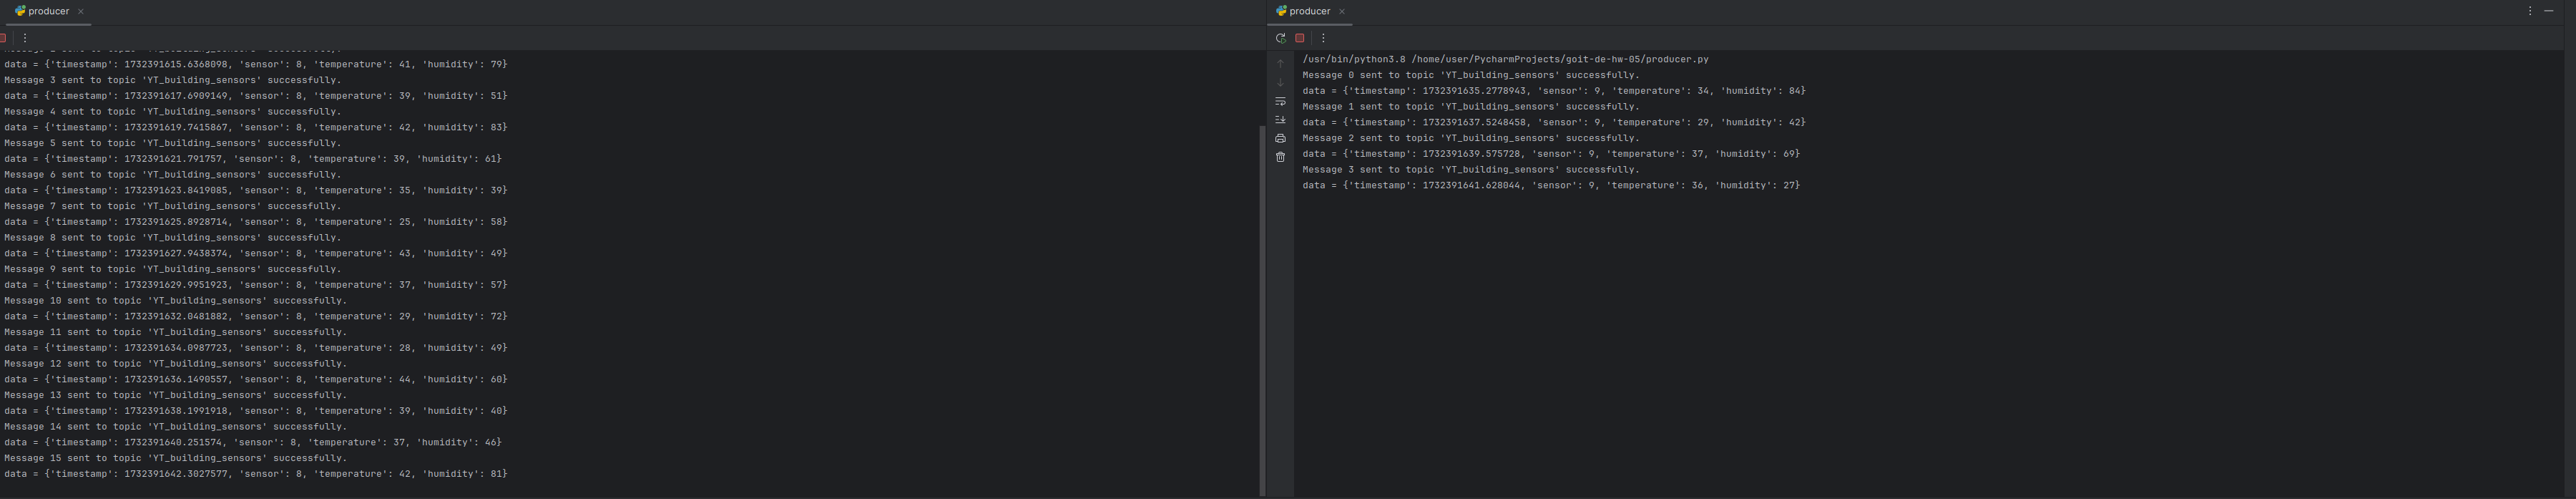 producer
data = {'timestamp': 1732391615.6368098, 'sensor': 8, 'temperature': 41, 'humidity': 79}
Message 3 sent to topic 'YT_building_sensors' successfully.
data = {'timestamp': 1732391617.6909149, 'sensor': 8, 'temperature': 39, 'humidity': 51}
Message 4 sent to topic 'YT_building_sensors' successfully.
data = {'timestamp': 1732391619.7415867, 'sensor': 8, 'temperature': 42, 'humidity': 83}
Message 5 sent to topic 'YT_building_sensors' successfully.
data = {'timestamp': 1732391621.791757, 'sensor': 8, 'temperature': 39, 'humidity': 61}
Message 6 sent to topic 'YT_building_sensors' successfully.
data = {'timestamp': 1732391623.8419085, 'sensor': 8, 'temperature': 35, 'humidity': 39}
Message 7 sent to topic 'YT_building_sensors' successfully.
data = {'timestamp': 1732391625.8928714, 'sensor': 8, 'temperature': 25, 'humidity': 58}
Message 8 sent to topic 'YT_building_sensors' successfully.
data = {'timestamp': 1732391627.9438374, 'sensor': 8, 'temperature': 43, 'humidity': 49}
Message 9 sent to topic 'YT_building_sensors' successfully.
data = {'timestamp': 1732391629.9951923, 'sensor': 8, 'temperature': 37, 'humidity': 57}
Message 10 sent to topic 'YT_building_sensors' successfully.
data = {'timestamp': 1732391632.0481882, 'sensor': 8, 'temperature': 29, 'humidity': 72}
Message 11 sent to topic 'YT_building_sensors' successfully.
data = {'timestamp': 1732391634.0987723, 'sensor': 8, 'temperature': 28, 'humidity': 49}
Message 12 sent to topic 'YT_building_sensors' successfully.
data = {'timestamp': 1732391636.1490557, 'sensor': 8, 'temperature': 44, 'humidity': 60}
Message 13 sent to topic 'YT_building_sensors' successfully.
data = {'timestamp': 1732391638.1991918, 'sensor': 8, 'temperature': 39, 'humidity': 40}
Message 14 sent to topic 'YT_building_sensors' successfully.
data = {'timestamp': 1732391640.251574, 'sensor': 8, 'temperature': 37, 'humidity': 46}
Message 15 sent to topic 'YT_building_sensors' successfully.
data = {'timestamp': 1732391642.3027577, 'sensor': 8, 'temperature': 42, 'humidity': 81}
producer
/usr/bin/python3.8 /home/user/PycharmProjects/goit-de-hw-05/producer.py
Message 0 sent to topic 'YT_building_sensors' successfully.
data = {'timestamp': 1732391635.2778943, 'sensor': 9, 'temperature': 34, 'humidity': 84}
Message 1 sent to topic 'YT_building_sensors' successfully.
data = {'timestamp': 1732391637.5248458, 'sensor': 9, 'temperature': 29, 'humidity': 42}
Message 2 sent to topic 'YT_building_sensors' successfully.
data = {'timestamp': 1732391639.575728, 'sensor': 9, 'temperature': 37, 'humidity': 69}
Message 3 sent to topic 'YT_building_sensors' successfully.
data = {'timestamp': 1732391641.628044, 'sensor': 9, 'temperature': 36, 'humidity': 27}